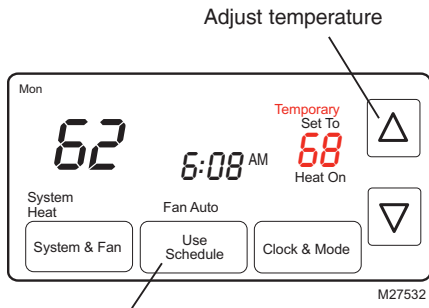 Adjust temperature
Mon
Temporary
Set To
62
6:08 AM
68
Heat On
System
Heat
Fan Auto
System & Fan
Use
Schedule
Clock & Mode
M27532